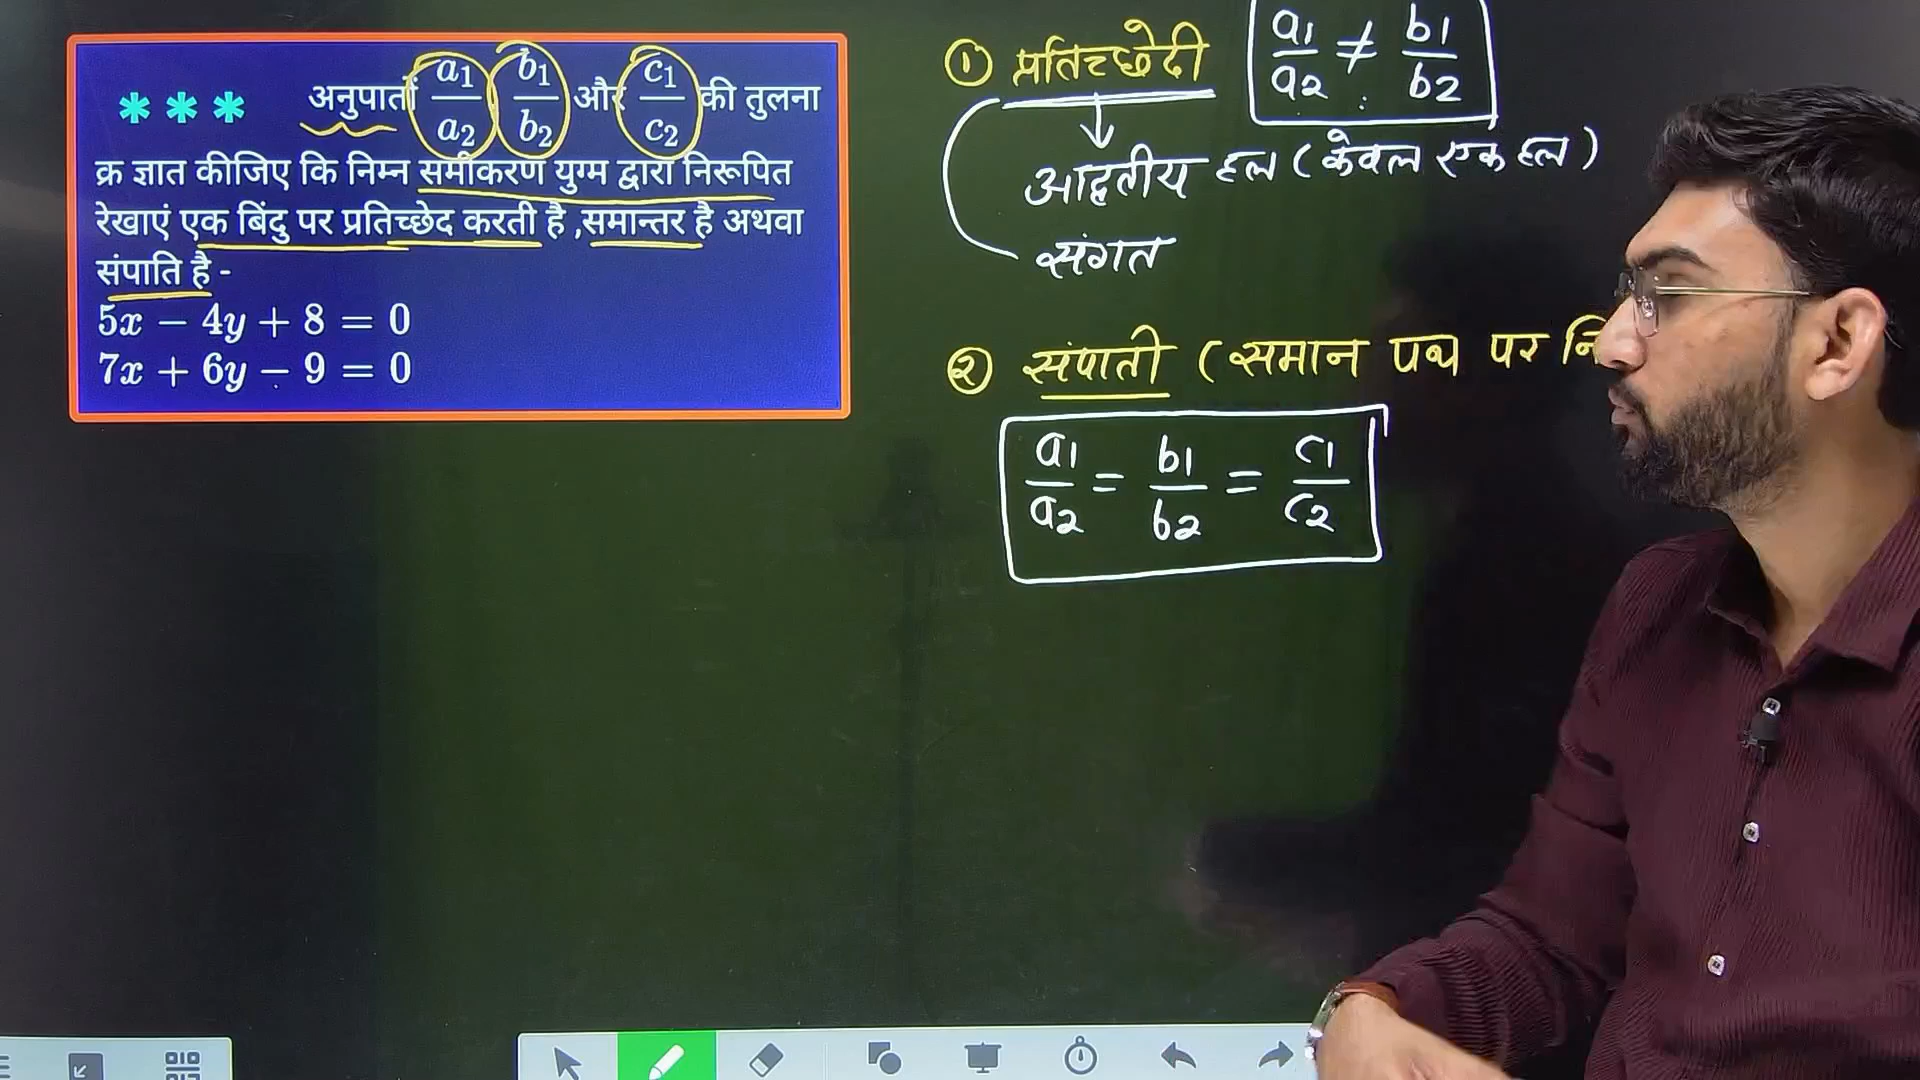 *** अनुपातों a₁/a₂ b₁/b₂ और c₁/c₂ की तुलना
क्र ज्ञात कीजिए कि निम्न समीकरण युग्म द्वारा निरूपित
रेखाएं एक बिंदु पर प्रतिच्छेद करती है ,समान्तर है अथवा
संपाति है -
5x − 4y + 8 = 0
7x + 6y − 9 = 0
① प्रतिच्छेदी a₁/a₂ ≠ b₁/b₂
अद्वितीय हल (केवल एक हल)
संगत
② संपाती (समान पथ पर
a₁/a₂ = b₁/b₂ = c₁/c₂